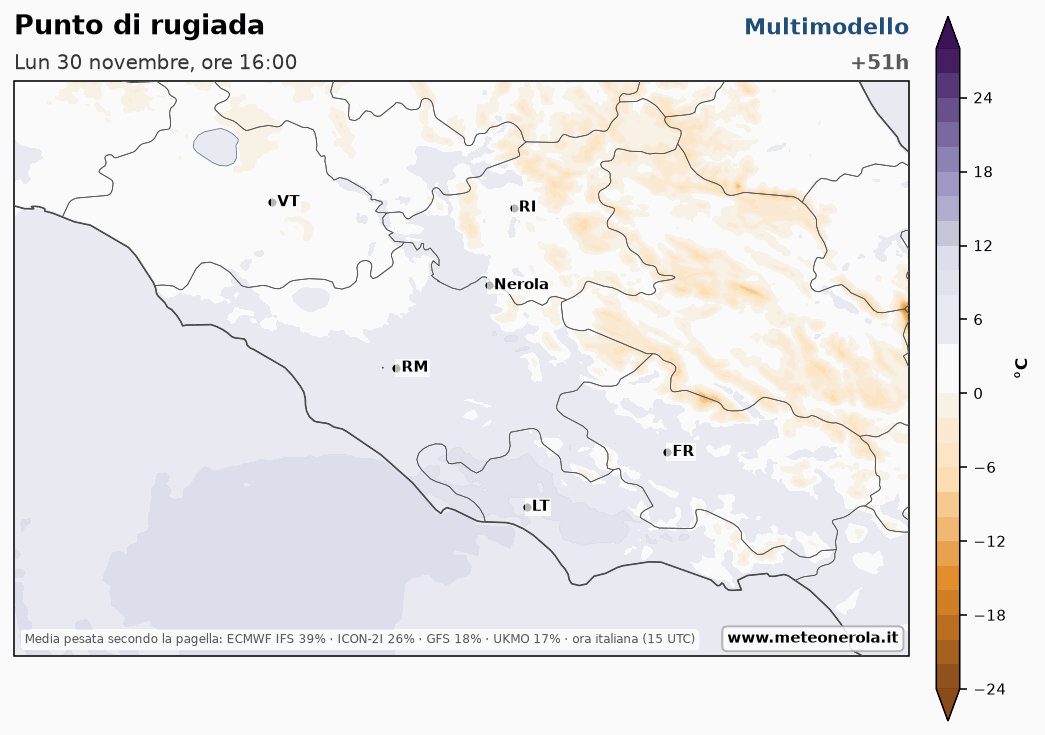 Punto di rugiada
Multimodello
Lun 30 novembre, ore 16:00
+51h
VT
RI
Nerola
RM
FR
LT
24
18
12
6
0
−6
−12
−18
−24
°C
Media pesata secondo la pagella: ECMWF IFS 39% · ICON-2I 26% · GFS 18% · UKMO 17% · ora italiana (15 UTC)
www.meteonerola.it